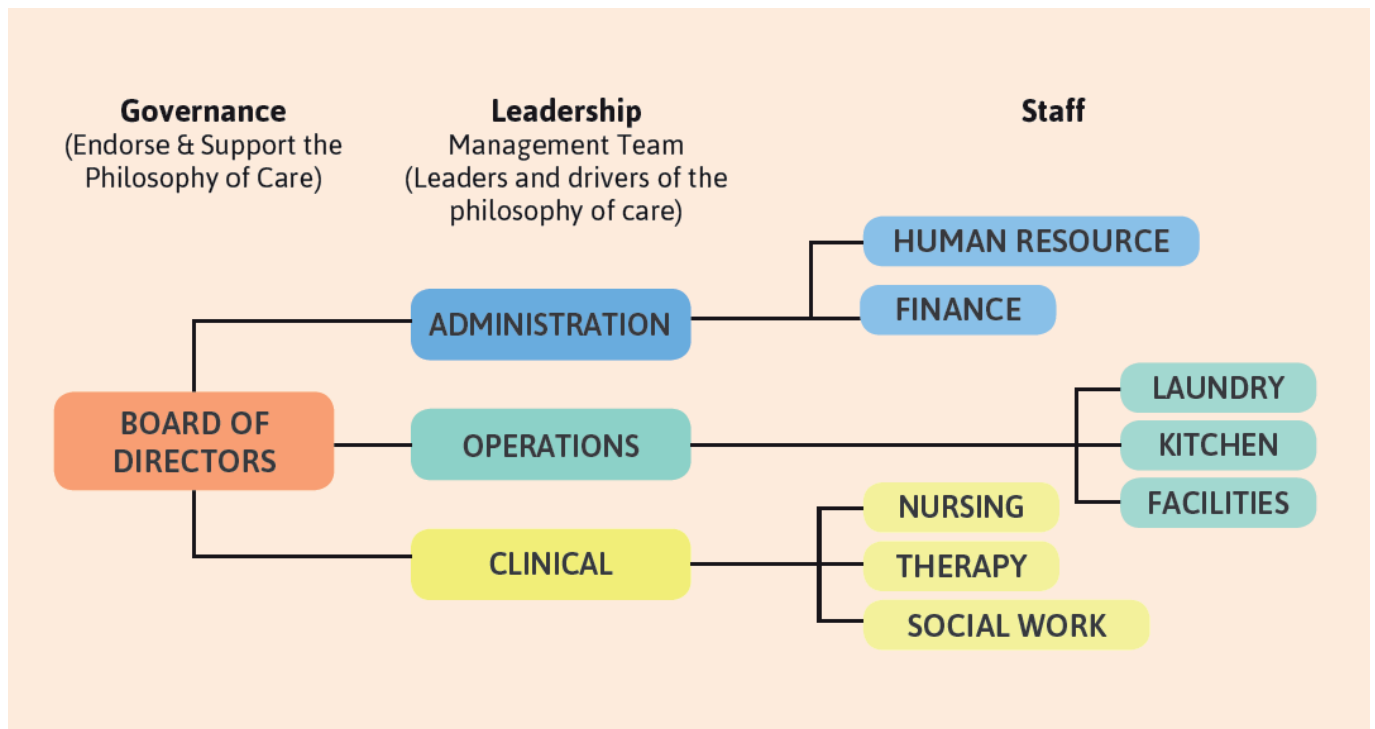 Governance
(Endorse & Support the
Philosophy of Care)
Leadership
Management Team
(Leaders and drivers of the
philosophy of care)
Staff
HUMAN RESOURCE
FINANCE
ADMINISTRATION
BOARD OF
DIRECTORS
OPERATIONS
LAUNDRY
KITCHEN
FACILITIES
CLINICAL
NURSING
THERAPY
SOCIAL WORK